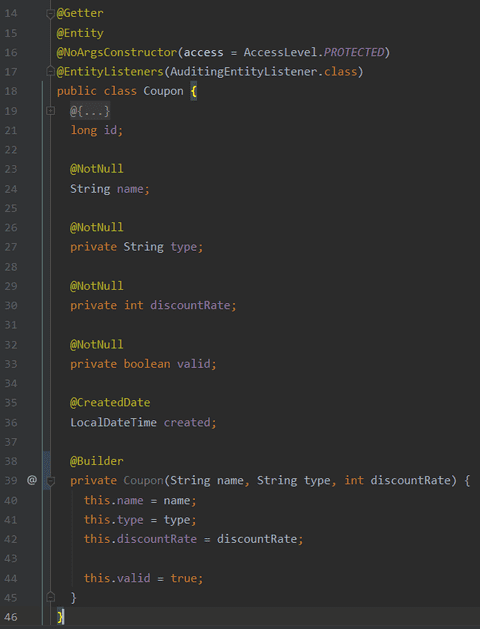 14 @Getter
15 @Entity
16 @NoArgsConstructor(access = AccessLevel.PROTECTED)
17 @EntityListeners(AuditingEntityListener.class)
18 public class Coupon {
19 @{...}
21 long id;
22
23 @NotNull
24 String name;
25
26 @NotNull
27 private String type;
28
29 @NotNull
30 private int discountRate;
31
32 @NotNull
33 private boolean valid;
34
35 @CreatedDate
36 LocalDateTime created;
37
38 @Builder
39 @ private Coupon(String name, String type, int discountRate) {
40 this.name = name;
41 this.type = type;
42 this.discountRate = discountRate;
43
44 this.valid = true;
45 }
46 }